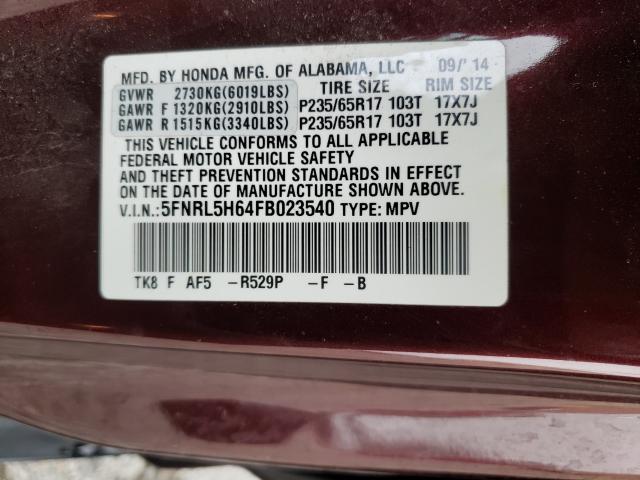 MFD. BY HONDA MFG. OF ALABAMA, LLC 09/'14
GVWR 2730KG(6019LBS) TIRE SIZE RIM SIZE
GAWR F 1320KG(2910LBS) P235/65R17 103T 17X7J
GAWR R 1515KG(3340LBS) P235/65R17 103T 17X7J
THIS VEHICLE CONFORMS TO ALL APPLICABLE
FEDERAL MOTOR VEHICLE SAFETY
AND THEFT PREVENTION STANDARDS IN EFFECT
ON THE DATE OF MANUFACTURE SHOWN ABOVE.
V.I.N.:5FNRL5H64FB023540 TYPE: MPV
TK8 F AF5 -R529P -F -B